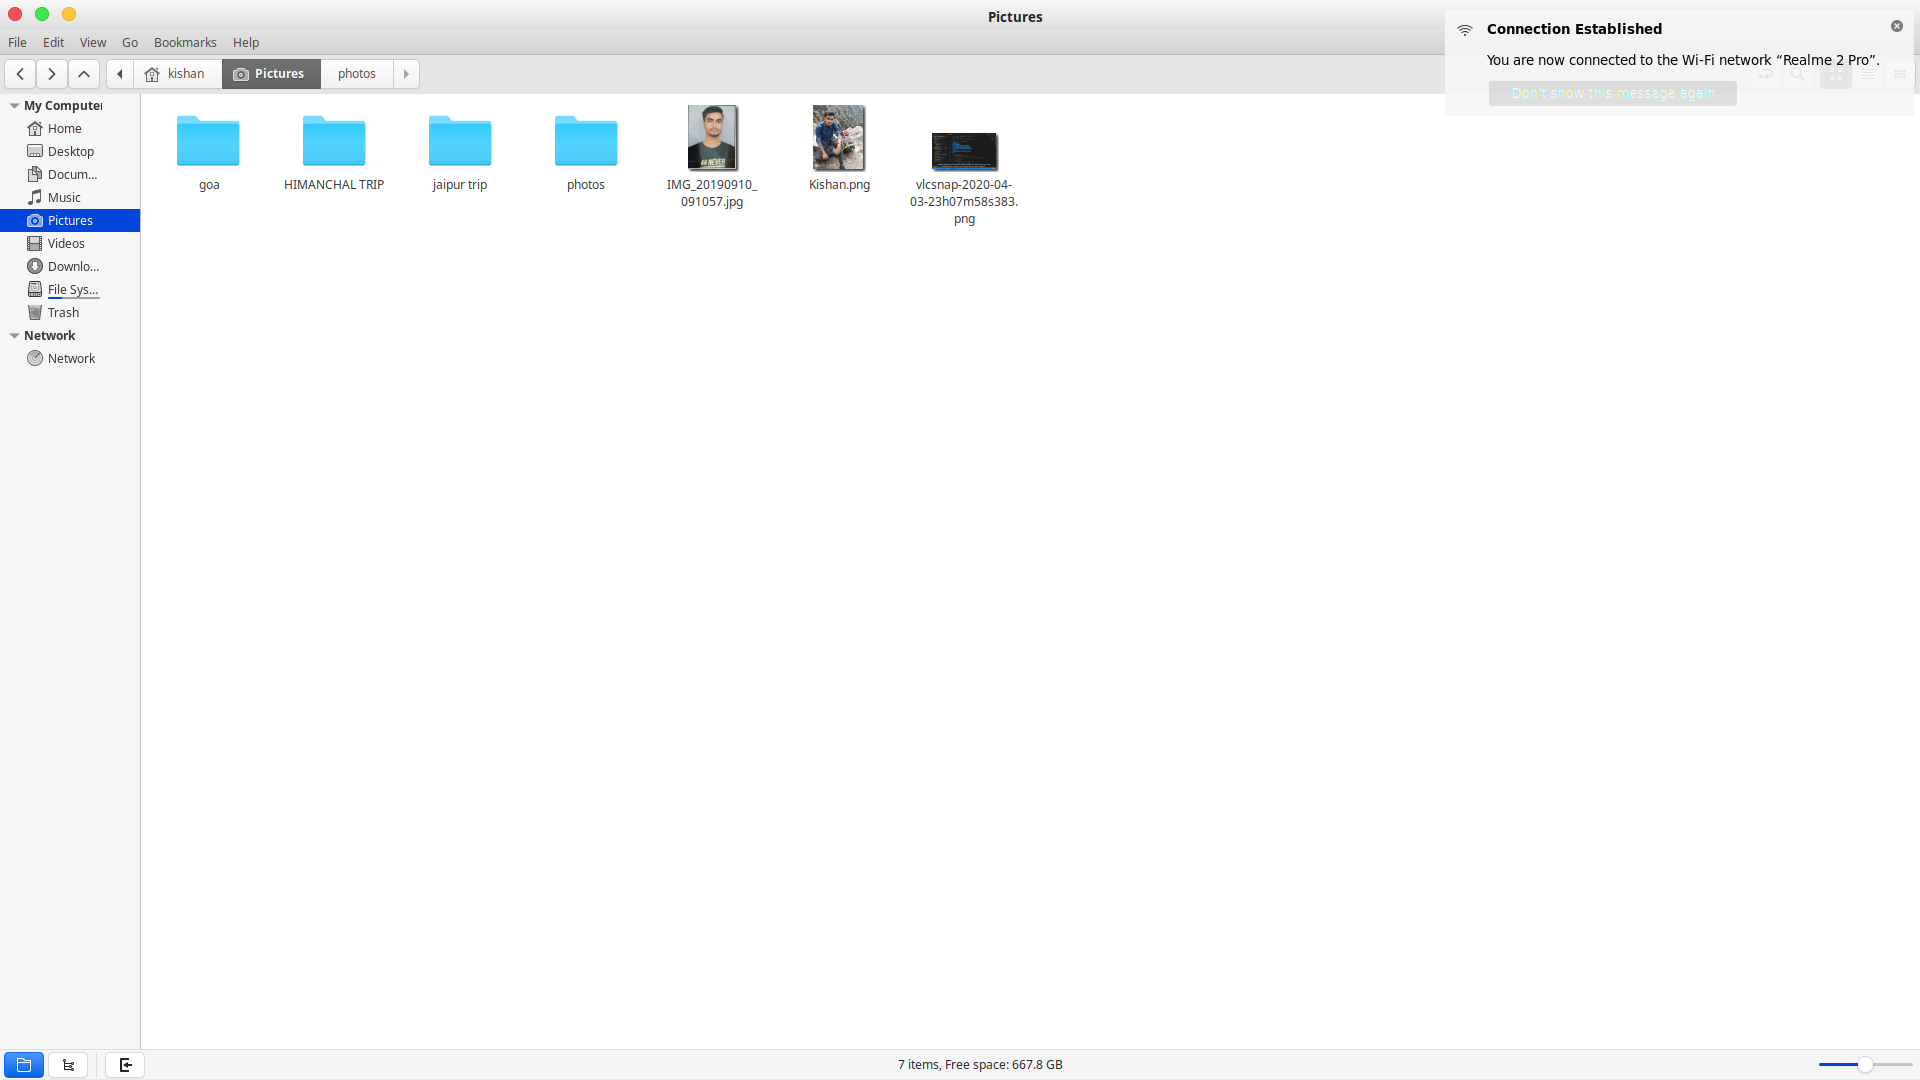 Pictures
File Edit View Go Bookmarks Help
kishan Pictures photos
Connection Established
You are now connected to the Wi-Fi network “Realme 2 Pro”.
Don't show this message again
My Computer
Home
Desktop
Docum...
Music
Pictures
Videos
Downlo...
File Sys...
Trash
Network
Network
goa
HIMANCHAL TRIP
jaipur trip
photos
IMG_20190910_
091057.jpg
Kishan.png
vlcsnap-2020-04-
03-23h07m58s383.
png
7 items, Free space: 667.8 GB